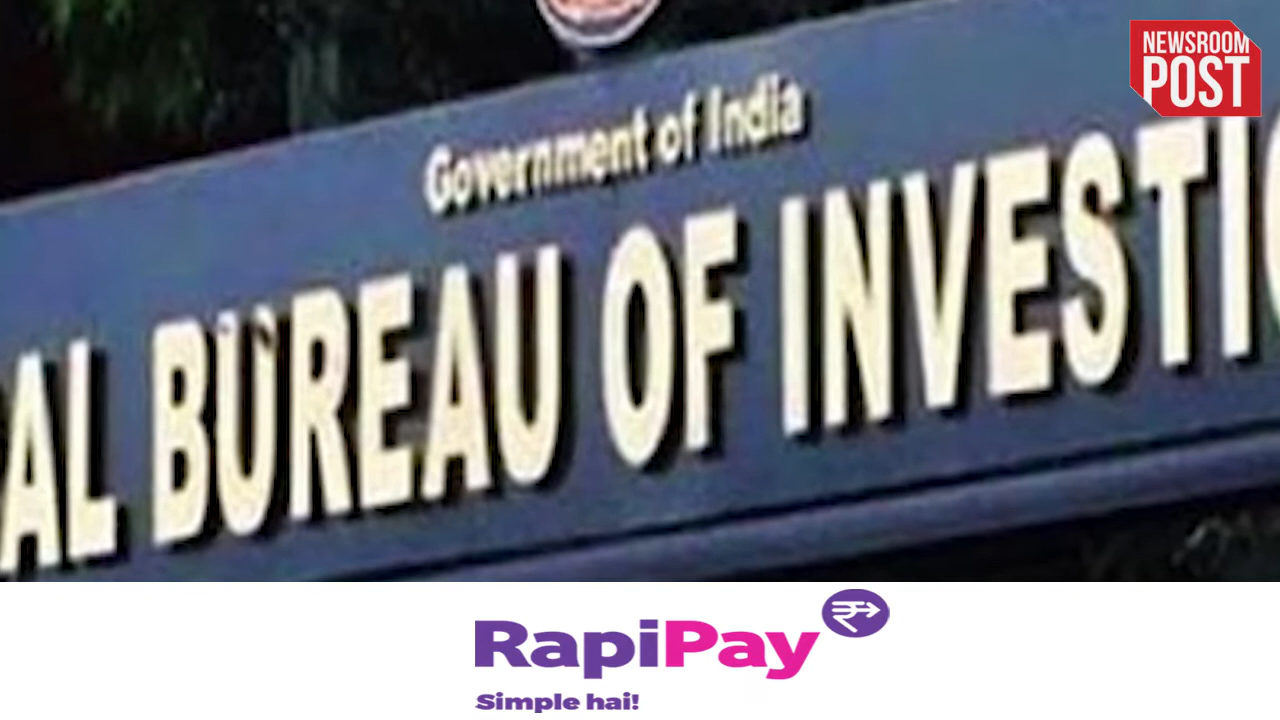 NEWSROOM
POST
Government of India
AL BUREAU OF INVESTI
RapiPay
Simple hai!